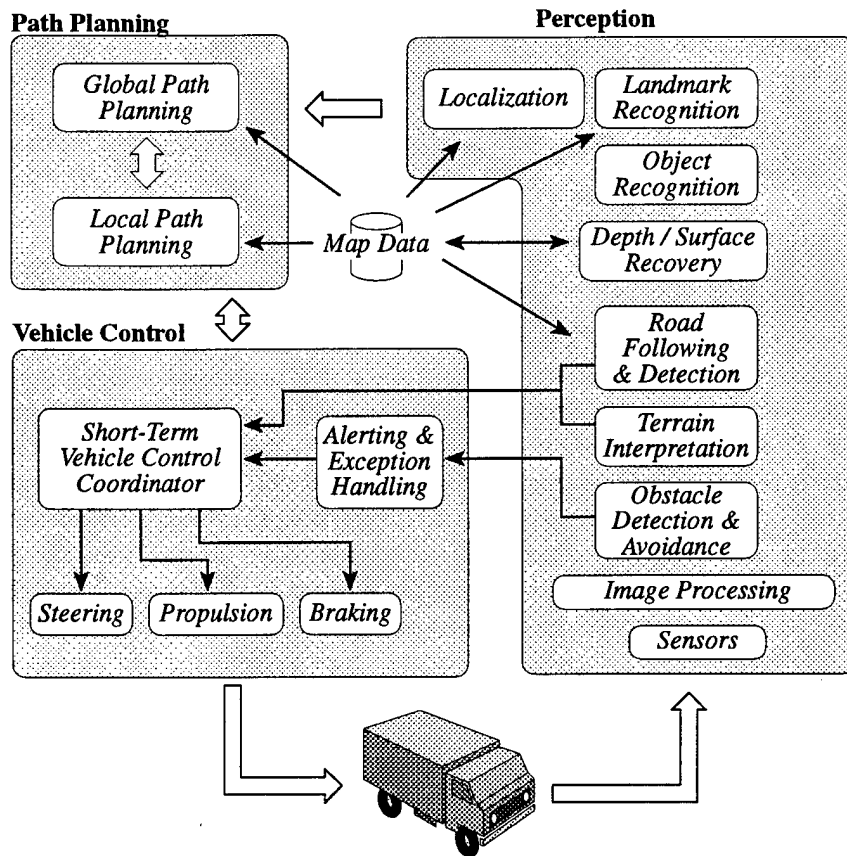 Path Planning
Perception
Global Path
Planning
Local Path
Planning
Localization
Landmark
Recognition
Object
Recognition
Map Data
Depth / Surface
Recovery
Road
Following
& Detection
Terrain
Interpretation
Obstacle
Detection &
Avoidance
Image Processing
Sensors
Vehicle Control
Short-Term
Vehicle Control
Coordinator
Alerting &
Exception
Handling
Steering
Propulsion
Braking